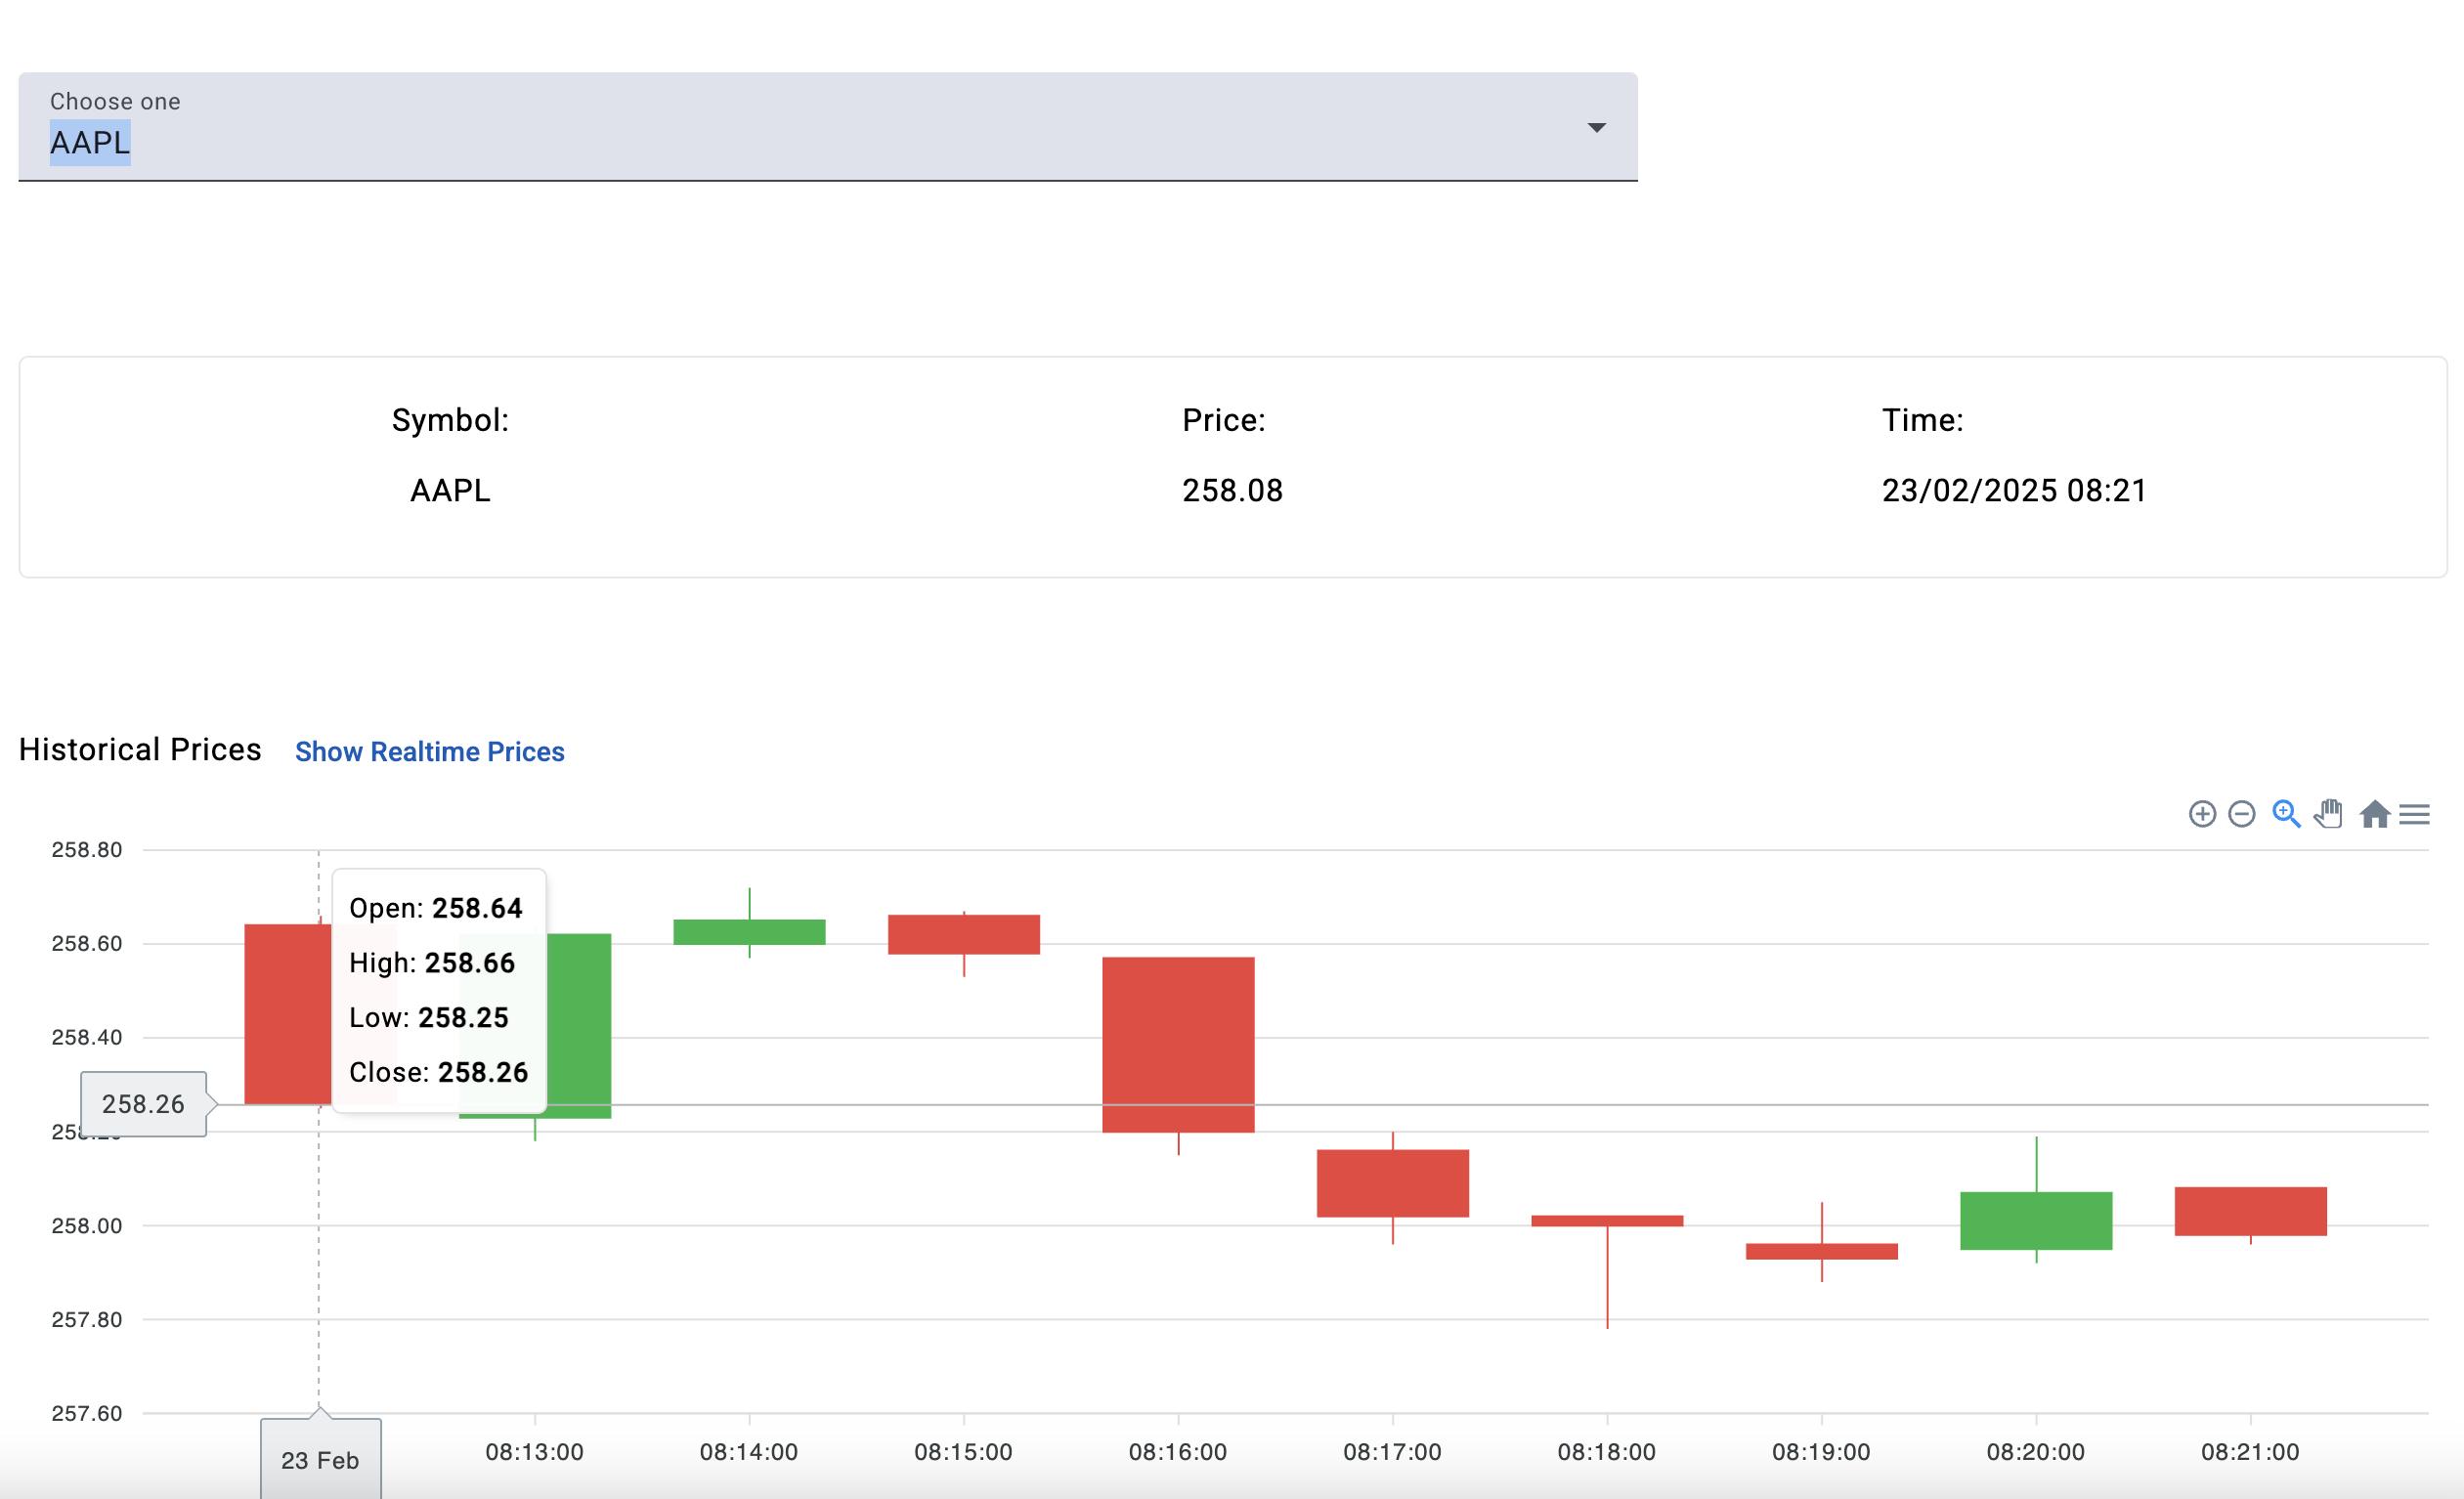 Choose one
AAPL
Symbol:
Price:
Time:
AAPL
258.08
23/02/2025 08:21
Historical Prices
Show Realtime Prices
258.80
Open: 258.64
258.60
High: 258.66
Low: 258.25
258.40
Close: 258.26
258.26
258.00
257.80
257.60
23 Feb
08:13:00
08:14:00
08:15:00
08:16:00
08:17:00
08:18:00
08:19:00
08:20:00
08:21:00